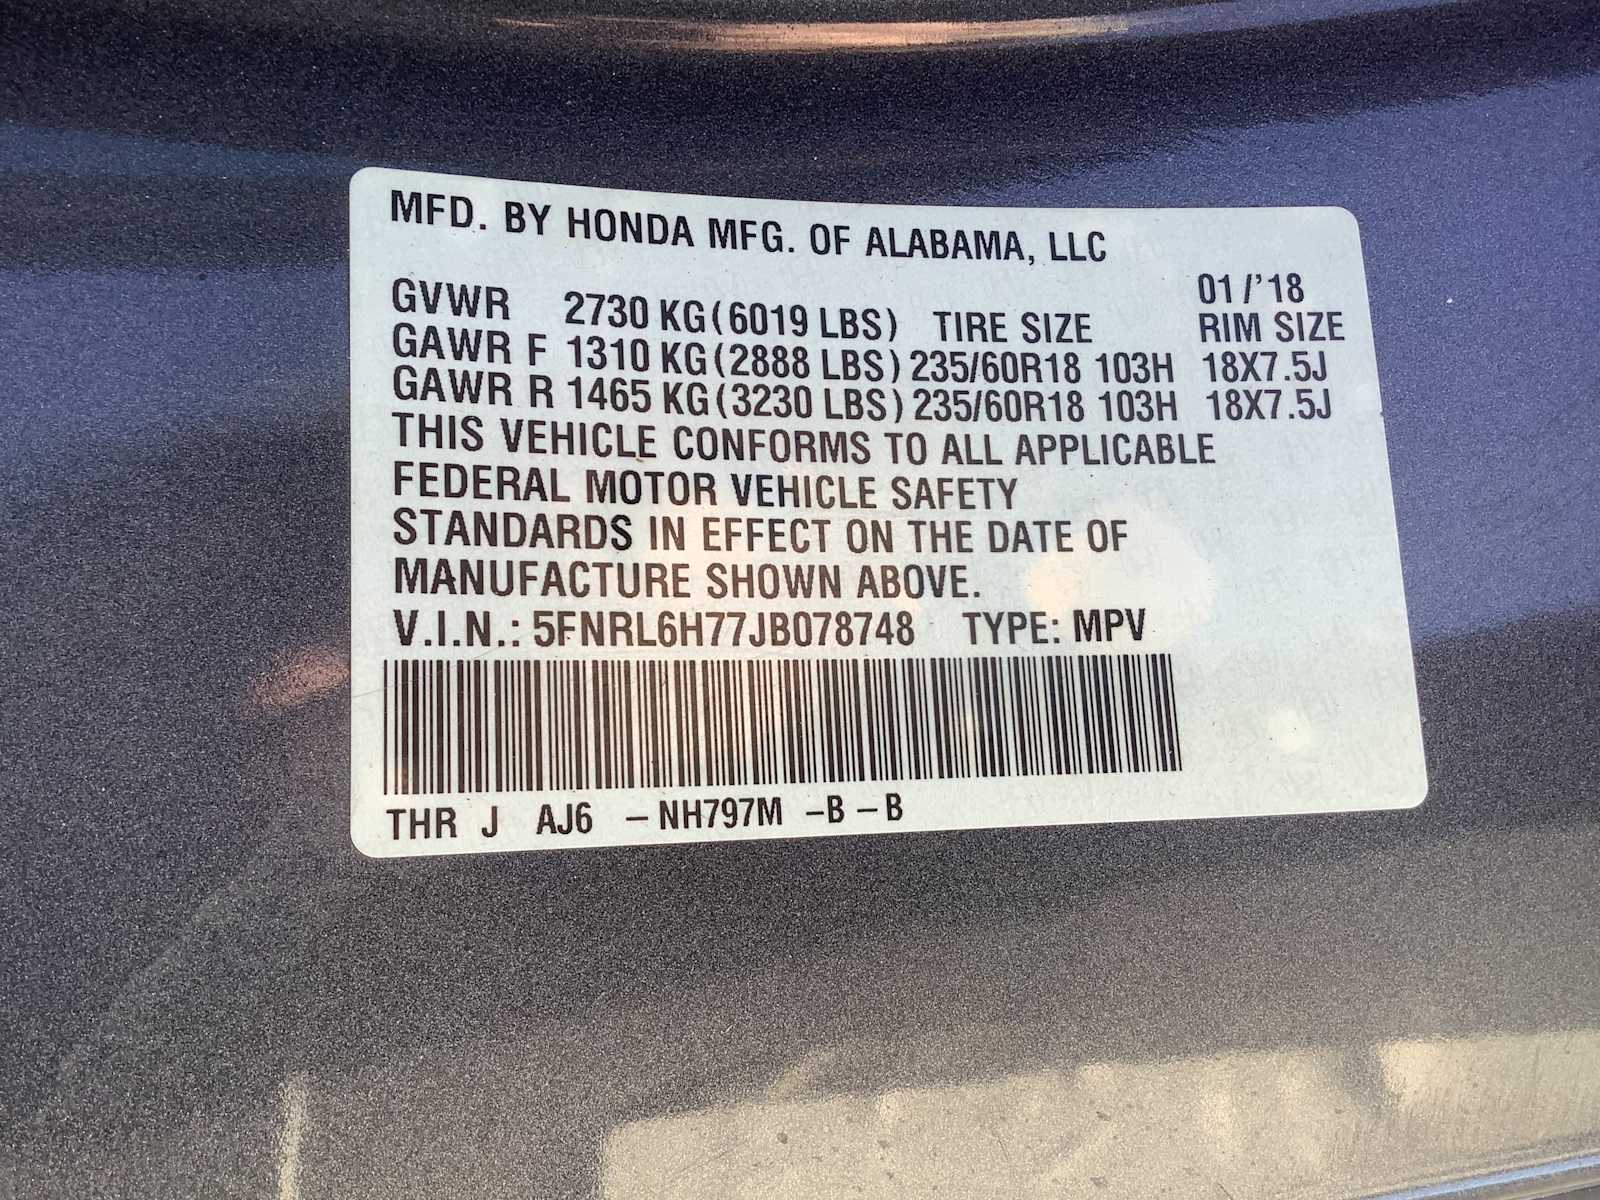 MFD. BY HONDA MFG. OF ALABAMA, LLC
01/'18
GVWR 2730 KG(6019 LBS) TIRE SIZE RIM SIZE
GAWR F 1310 KG(2888 LBS) 235/60R18 103H 18X7.5J
GAWR R 1465 KG(3230 LBS) 235/60R18 103H 18X7.5J
THIS VEHICLE CONFORMS TO ALL APPLICABLE
FEDERAL MOTOR VEHICLE SAFETY
STANDARDS IN EFFECT ON THE DATE OF
MANUFACTURE SHOWN ABOVE.
V.I.N.: 5FNRL6H77JB078748 TYPE: MPV
THR J AJ6 – NH797M –B –B